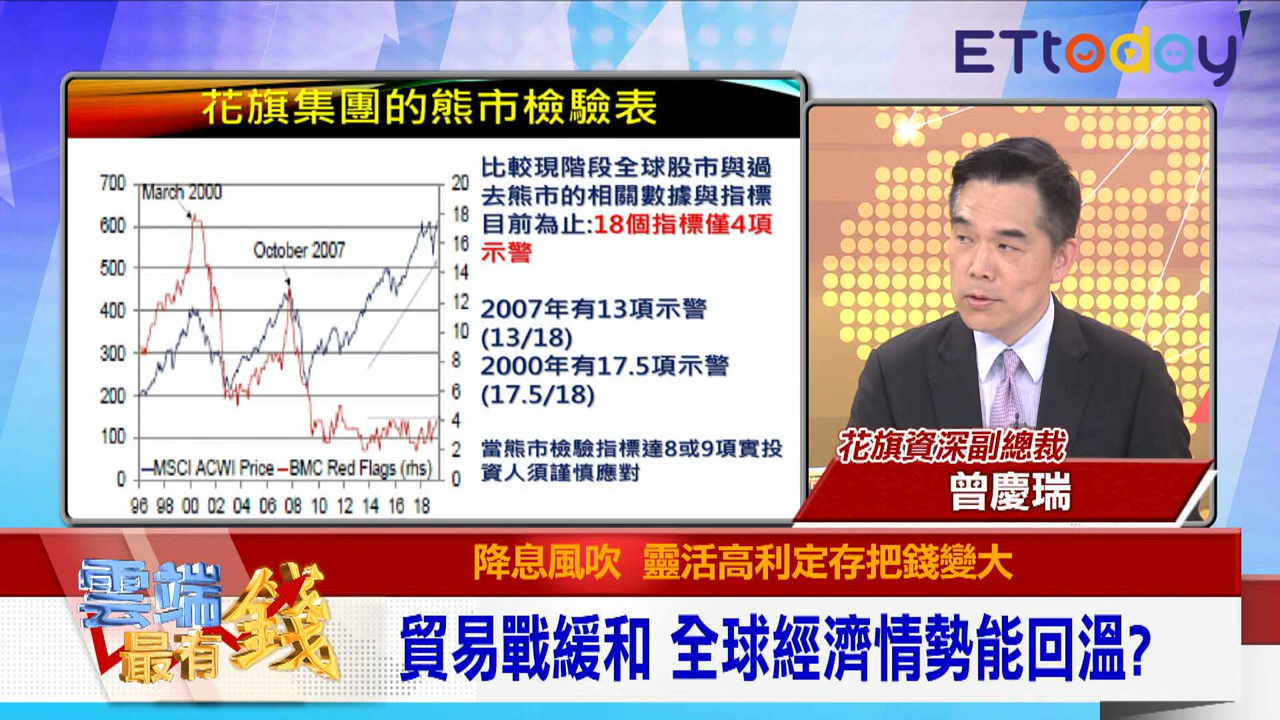 ETtoday
花旗集團的熊市檢驗表
700
600
500
400
300
200
100
0
March 2000
October 2007
20
18
16
14
12
10
8
6
4
2
0
MSCI ACWI Price
BMC Red Flags (rhs)
96 98 00 02 04 06 08 10 12 14 16 18
比較現階段全球股市與過
去熊市的相關數據與指標
目前為止:18個指標僅4項
示警
2007年有13項示警
(13/18)
2000年有17.5項示警
(17.5/18)
當熊市檢驗指標達8或9項實投
資人須謹慎應對
花旗資深副總裁
曾慶瑞
降息風吹 靈活高利定存把錢變大
雲端
最有錢
貿易戰緩和 全球經濟情勢能回溫?